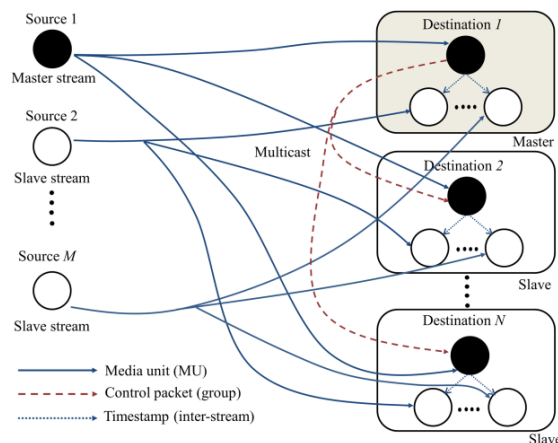 Source 1
Master stream
Source 2
Slave stream
Source M
Slave stream
Multicast
Destination 1
Master
Destination 2
Slave
Destination N
Slave
Media unit (MU)
Control packet (group)
Timestamp (inter-stream)